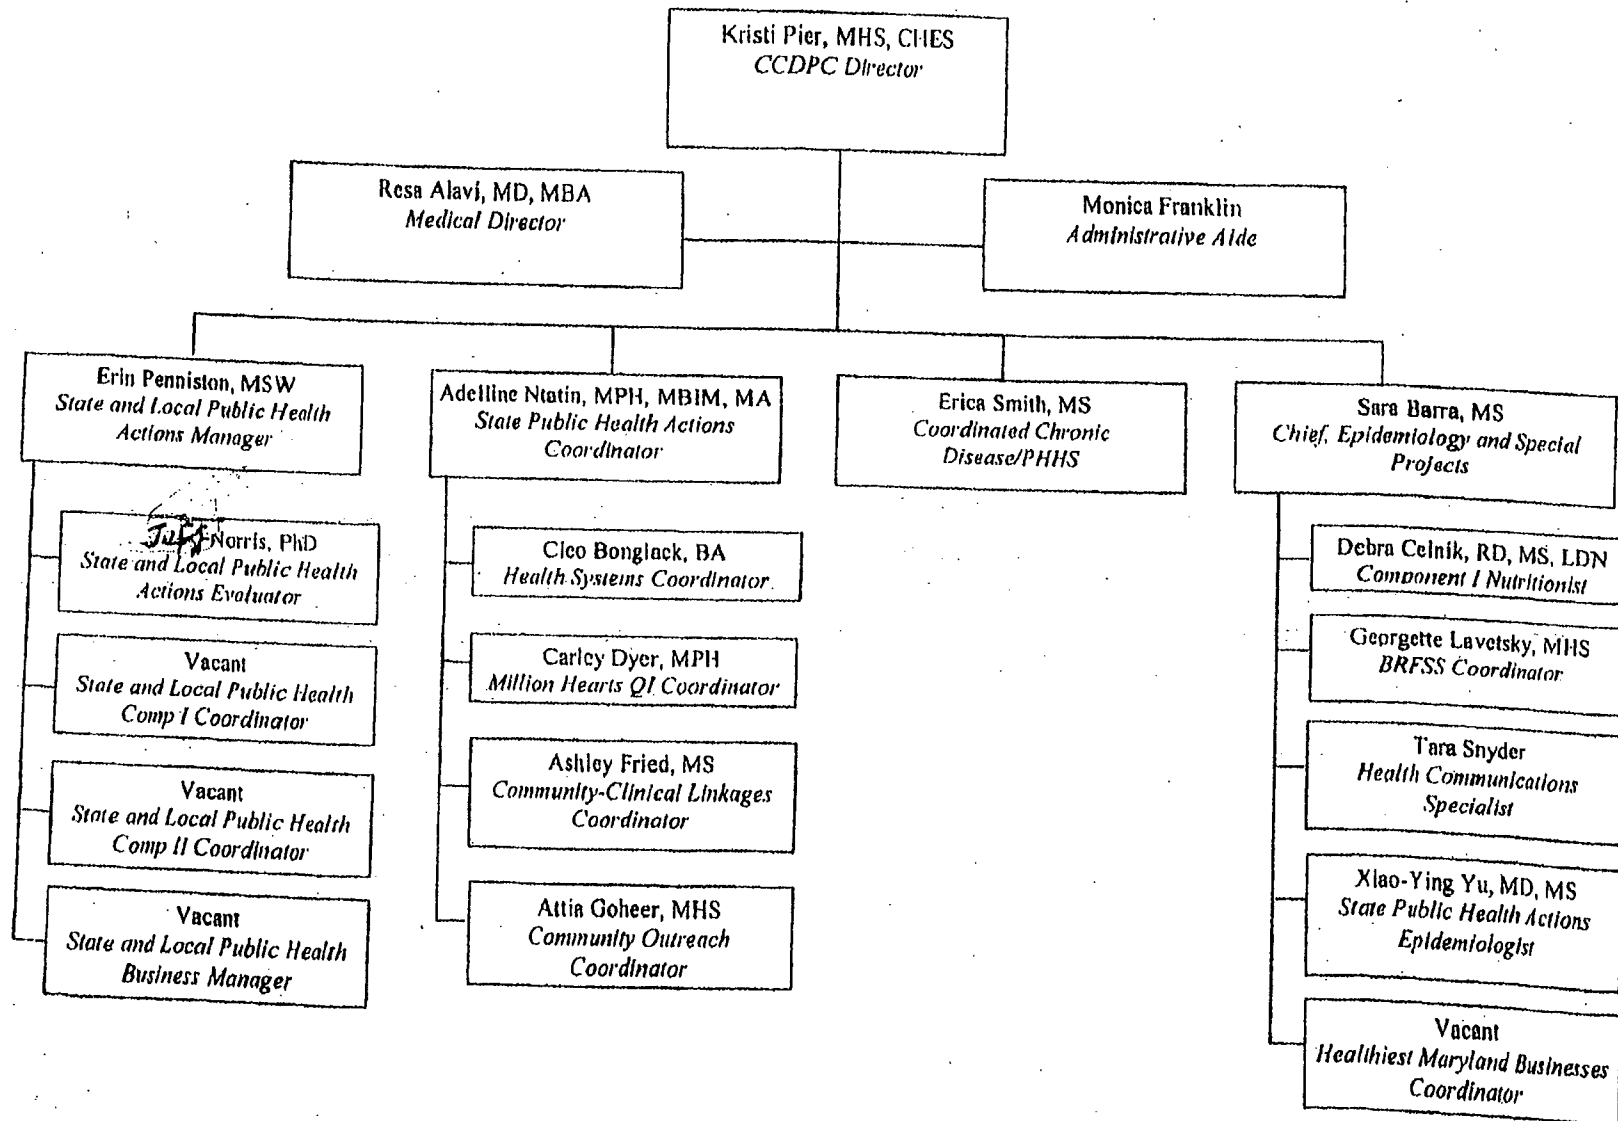 Kristi Pier, MHS, CHES
CCDPC Director
Resa Alavi, MD, MBA
Medical Director
Monica Franklin
Administrative Aide
Erin Penniston, MSW
State and Local Public Health
Actions Manager
Adelline Ntatin, MPH, MBIM, MA
State Public Health Actions
Coordinator
Erica Smith, MS
Coordinated Chronic
Disease/PHHS
Sara Barra, MS
Chief, Epidemiology and Special
Projects
Norris, PhD
State and Local Public Health
Actions Evaluator
Vacant
State and Local Public Health
Comp I Coordinator
Vacant
State and Local Public Health
Comp II Coordinator
Vacant
State and Local Public Health
Business Manager
Cleo Bonglack, BA
Health Systems Coordinator
Carley Dyer, MPH
Million Hearts QI Coordinator
Ashley Fried, MS
Community-Clinical Linkages
Coordinator
Attia Goheer, MHS
Community Outreach
Coordinator
Debra Celnik, RD, MS, LDN
Component I Nutritionist
Georgette Lavetsky, MHS
BRFSS Coordinator
Tara Snyder
Health Communications
Specialist
Xiao-Ying Yu, MD, MS
State Public Health Actions
Epidemiologist
Vacant
Healthiest Maryland Businesses
Coordinator